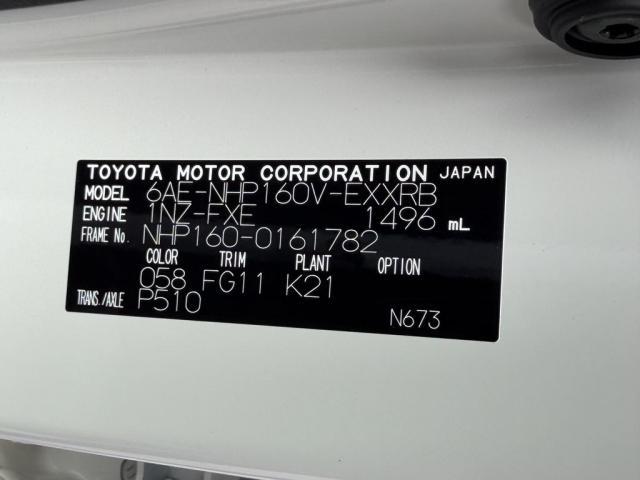 TOYOTA MOTOR CORPORATION JAPAN
MODEL 6AE-NHP160V-EXXRB
ENGINE 1NZ-FXE 1496 mL
FRAME No. NHP160-0161782
COLOR TRIM PLANT OPTION
058 FG11 K21
TRANS./AXLE P510
N673